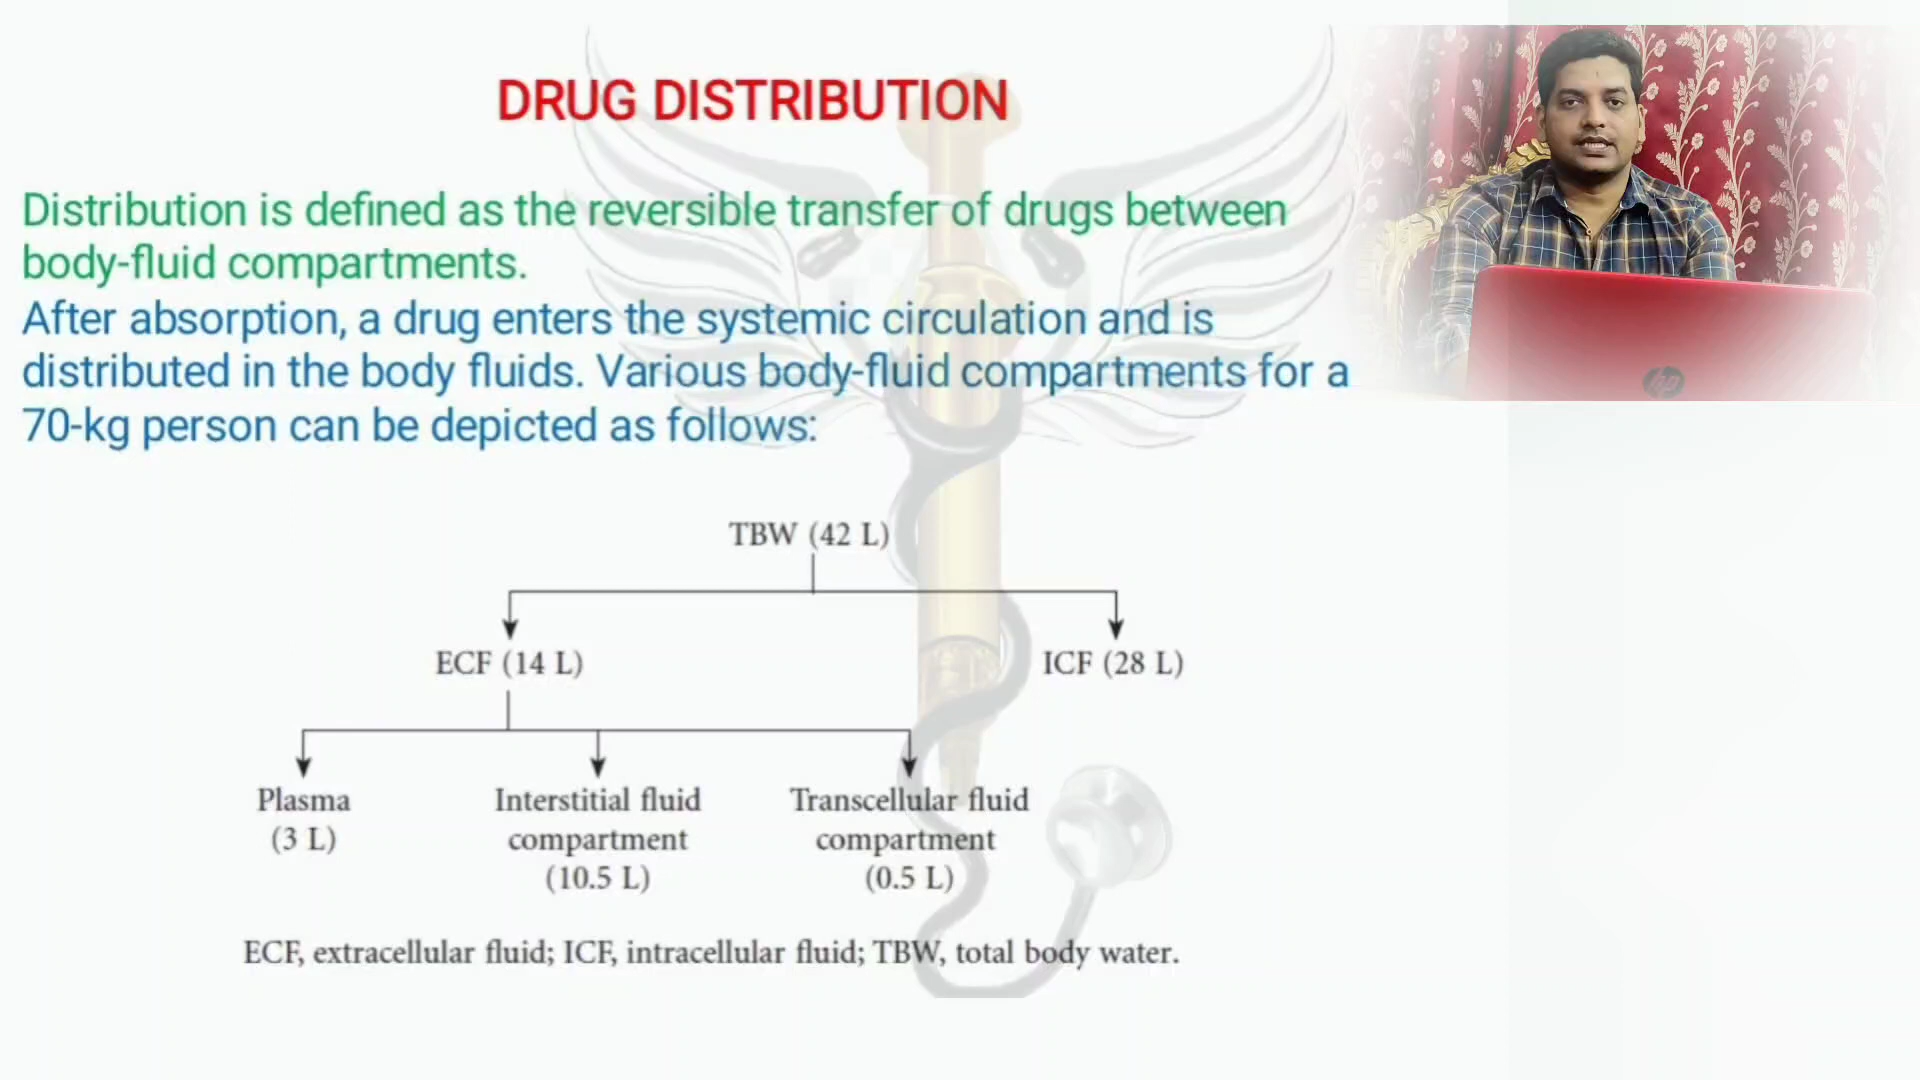 DRUG DISTRIBUTION
Distribution is defined as the reversible transfer of drugs between
body-fluid compartments.
After absorption, a drug enters the systemic circulation and is
distributed in the body fluids. Various body-fluid compartments for a
70-kg person can be depicted as follows:
TBW (42 L)
ECF (14 L)
ICF (28 L)
Plasma
(3 L)
Interstitial fluid
compartment
(10.5 L)
Transcellular fluid
compartment
(0.5 L)
ECF, extracellular fluid; ICF, intracellular fluid; TBW, total body water.
hp